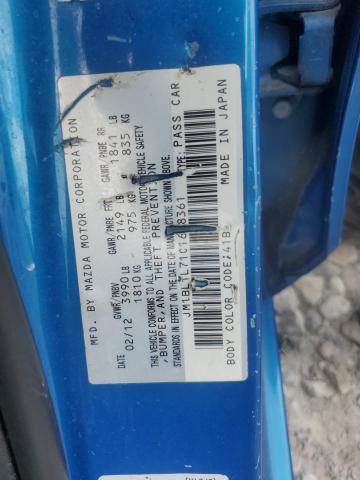 MFD. BY MAZDA MOTOR CORPORATION
DATE GVWR/PNBV GAWR/PNBE FRT GAWR/PNBE RR
02/12 3990 LB 2149 LB 1841 LB
1810 KG 975 KG 835 KG
THIS VEHICLE CONFORMS TO ALL APPLICABLE FEDERAL MOTOR VEHICLE SAFETY
,BUMPER,AND THEFT PREVENTION
STANDARDS IN EFFECT ON THE DATE OF MANUFACTURE SHOWN ABOVE.
TYPE: PASS CAR
MADE IN JAPAN
BODY COLOR CODE:41B